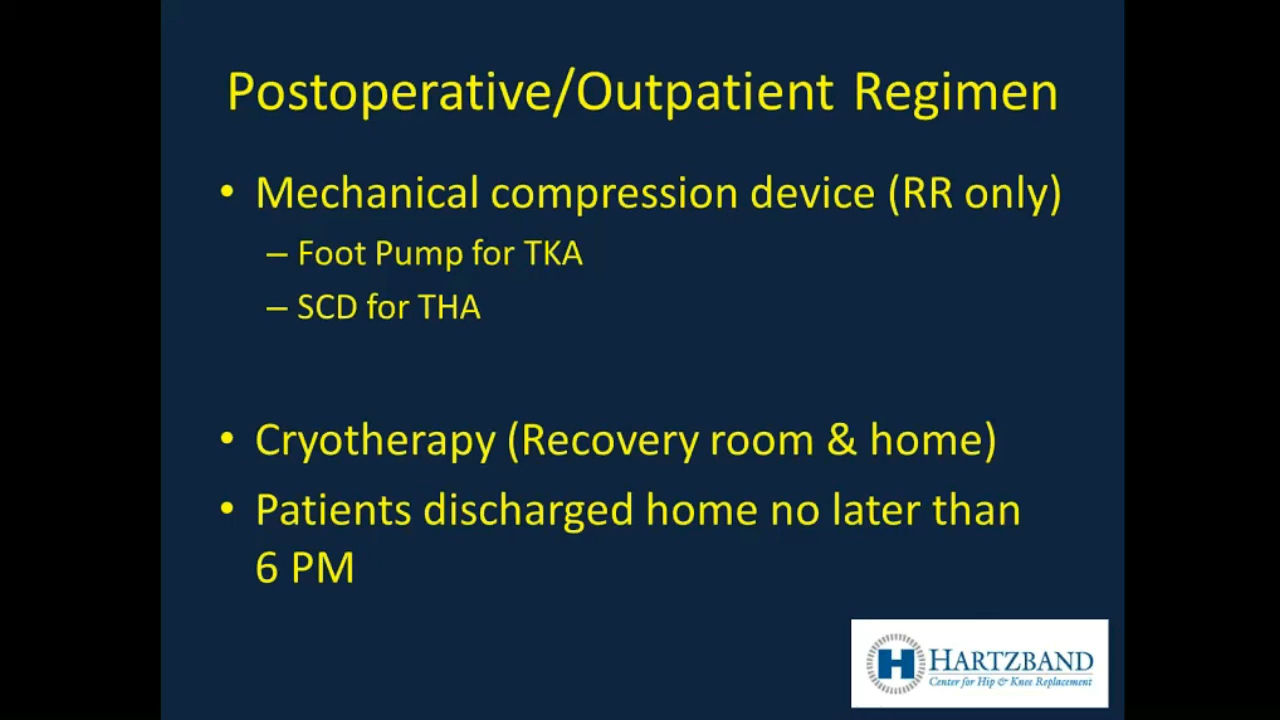 Postoperative/Outpatient Regimen
• Mechanical compression device (RR only)
– Foot Pump for TKA
– SCD for THA
• Cryotherapy (Recovery room & home)
• Patients discharged home no later than
6 PM
H HARTZBAND
Center for Hip & Knee Replacement